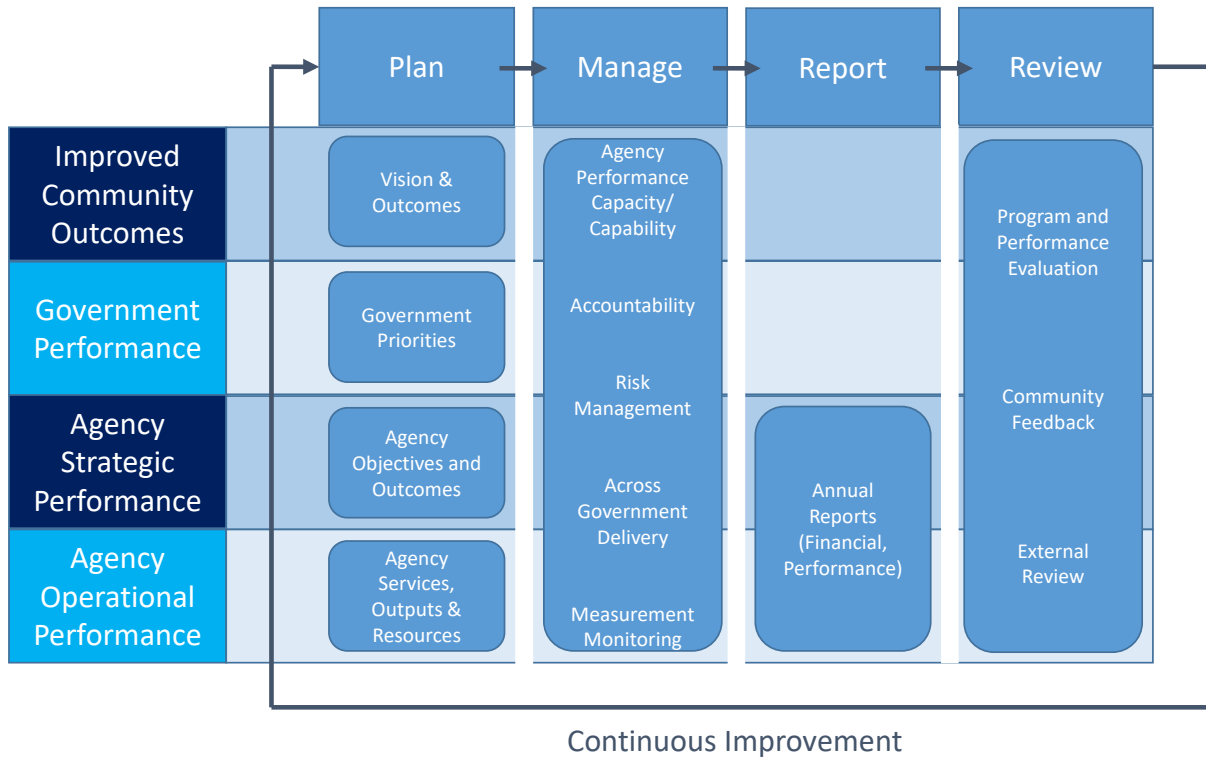 Plan
Manage
Report
Review
Improved
Community
Outcomes
Vision &
Outcomes
Agency
Performance
Capacity/
Capability
Program and
Performance
Evaluation
Government
Performance
Government
Priorities
Accountability
Risk
Management
Community
Feedback
Agency
Strategic
Performance
Agency
Objectives and
Outcomes
Across
Government
Delivery
Annual
Reports
(Financial,
Performance)
Agency
Operational
Performance
Agency
Services,
Outputs &
Resources
Measurement
Monitoring
External
Review
Continuous Improvement